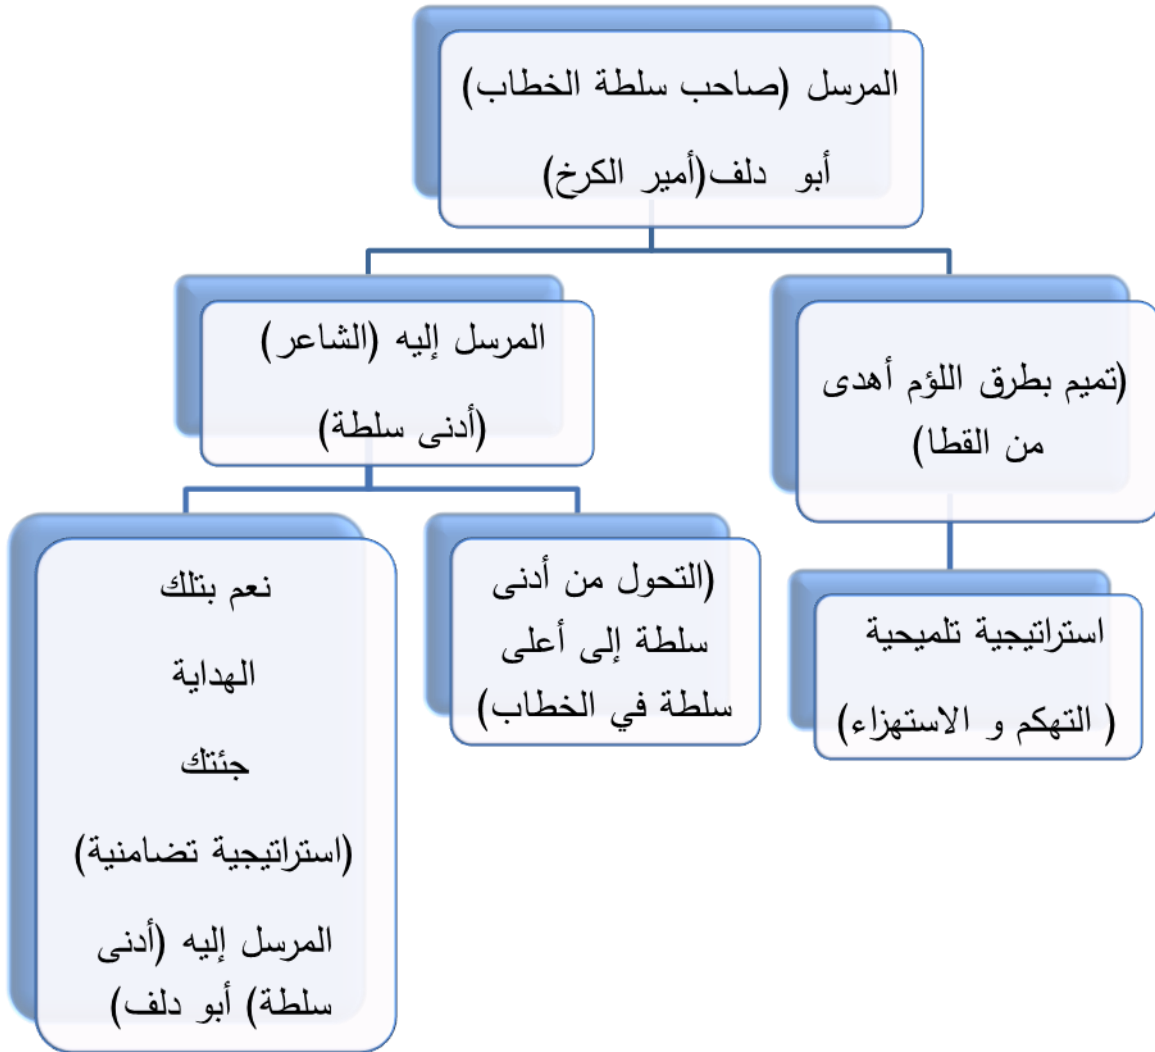 المرسل (صاحب سلطة الخطاب)
أبو دلف(أمير الكرخ)
(تميم بطرق اللؤم أهدى
من القطا)
المرسل إليه (الشاعر)
(أدنى سلطة)
استراتيجية تلميحية
( التهكم و الاستهزاء)
(التحول من أدنى
سلطة إلى أعلى
سلطة في الخطاب)
نعم بتلك
الهداية
جئتك
(استراتيجية تضامنية)
المرسل إليه (أدنى
سلطة) أبو دلف)